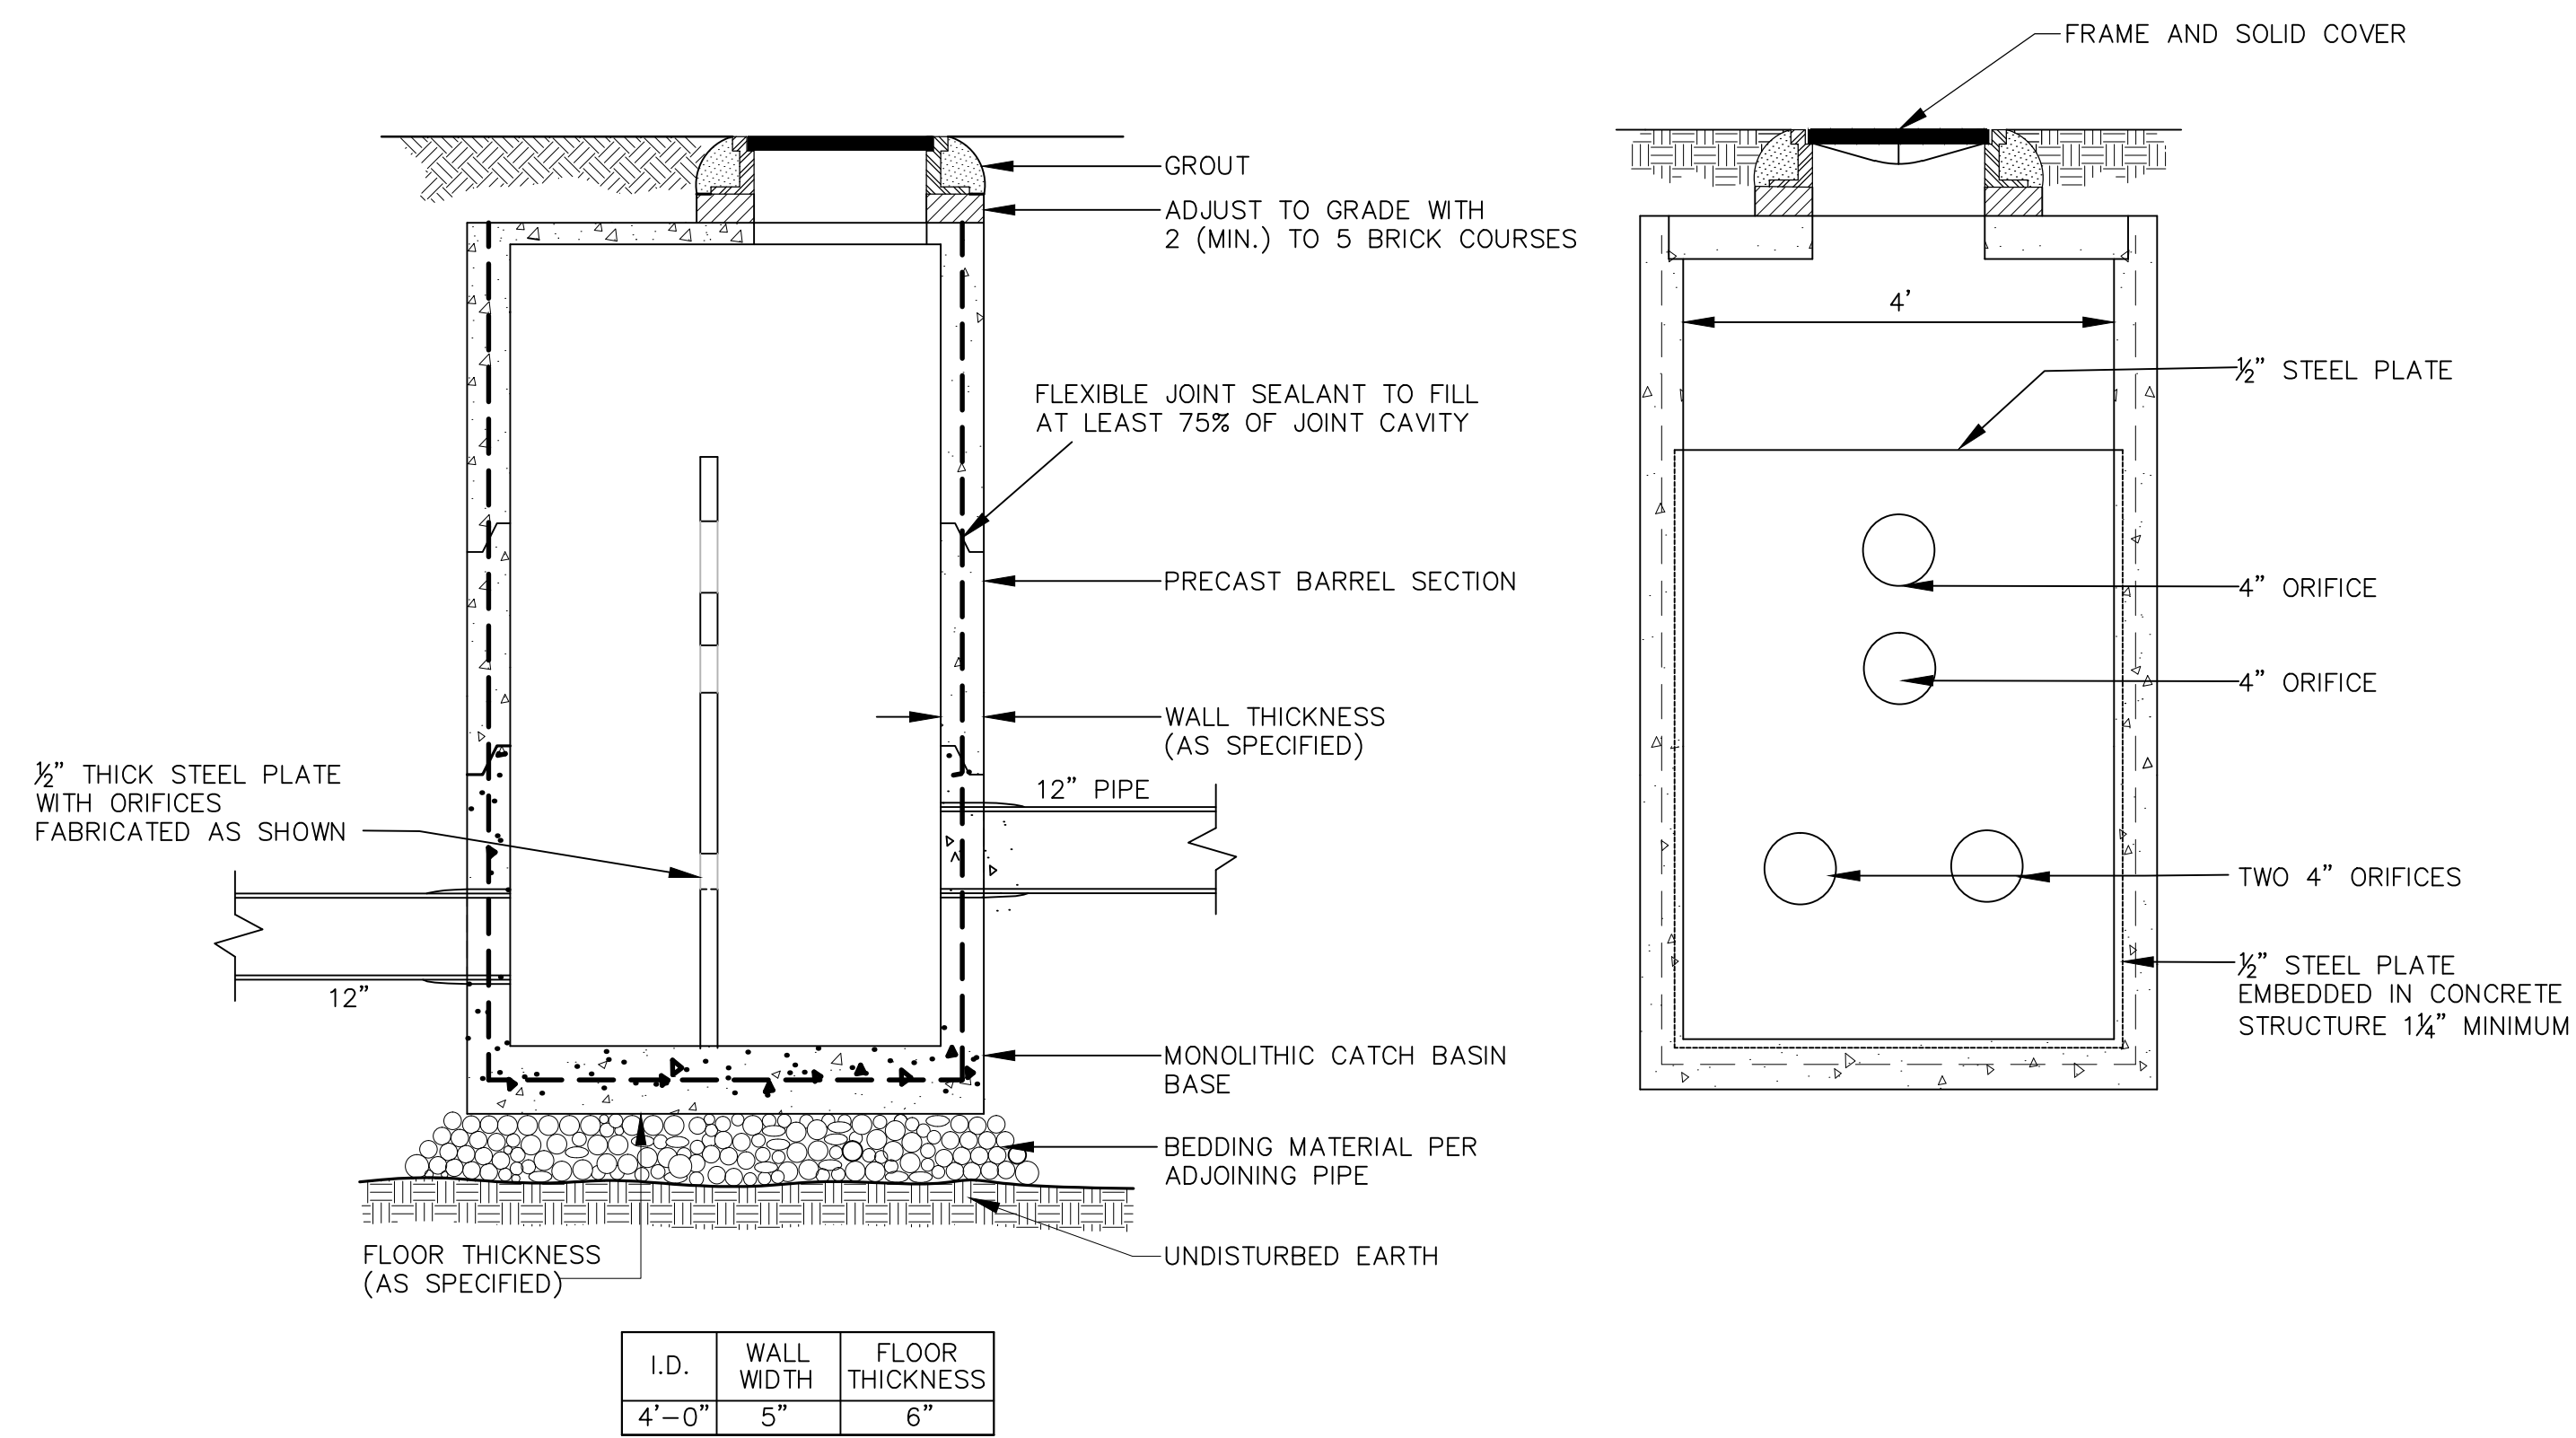 FRAME AND SOLID COVER
GROUT
ADJUST TO GRADE WITH
2 (MIN.) TO 5 BRICK COURSES
4'
½" STEEL PLATE
FLEXIBLE JOINT SEALANT TO FILL
AT LEAST 75% OF JOINT CAVITY
PRECAST BARREL SECTION
4" ORIFICE
4" ORIFICE
WALL THICKNESS
(AS SPECIFIED)
½" THICK STEEL PLATE
WITH ORIFICES
FABRICATED AS SHOWN
12" PIPE
TWO 4" ORIFICES
12"
½" STEEL PLATE
EMBEDDED IN CONCRETE
STRUCTURE 1¼" MINIMUM
MONOLITHIC CATCH BASIN
BASE
BEDDING MATERIAL PER
ADJOINING PIPE
FLOOR THICKNESS
(AS SPECIFIED)
UNDISTURBED EARTH
I.D. WALL WIDTH FLOOR THICKNESS
4'-0" 5" 6"